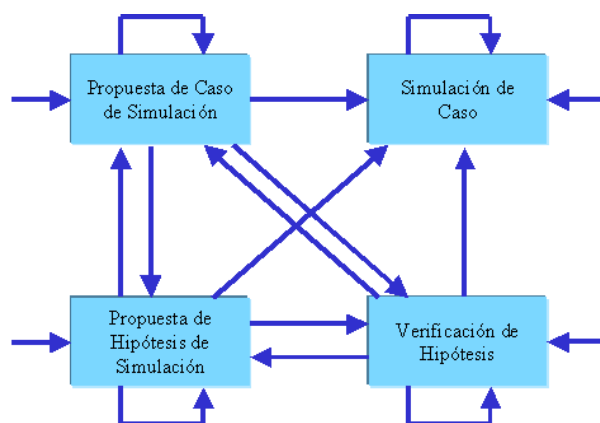 Propuesta de Caso
de Simulación
Simulación de
Caso
Propuesta de
Hipótesis de
Simulación
Verificación de
Hipótesis